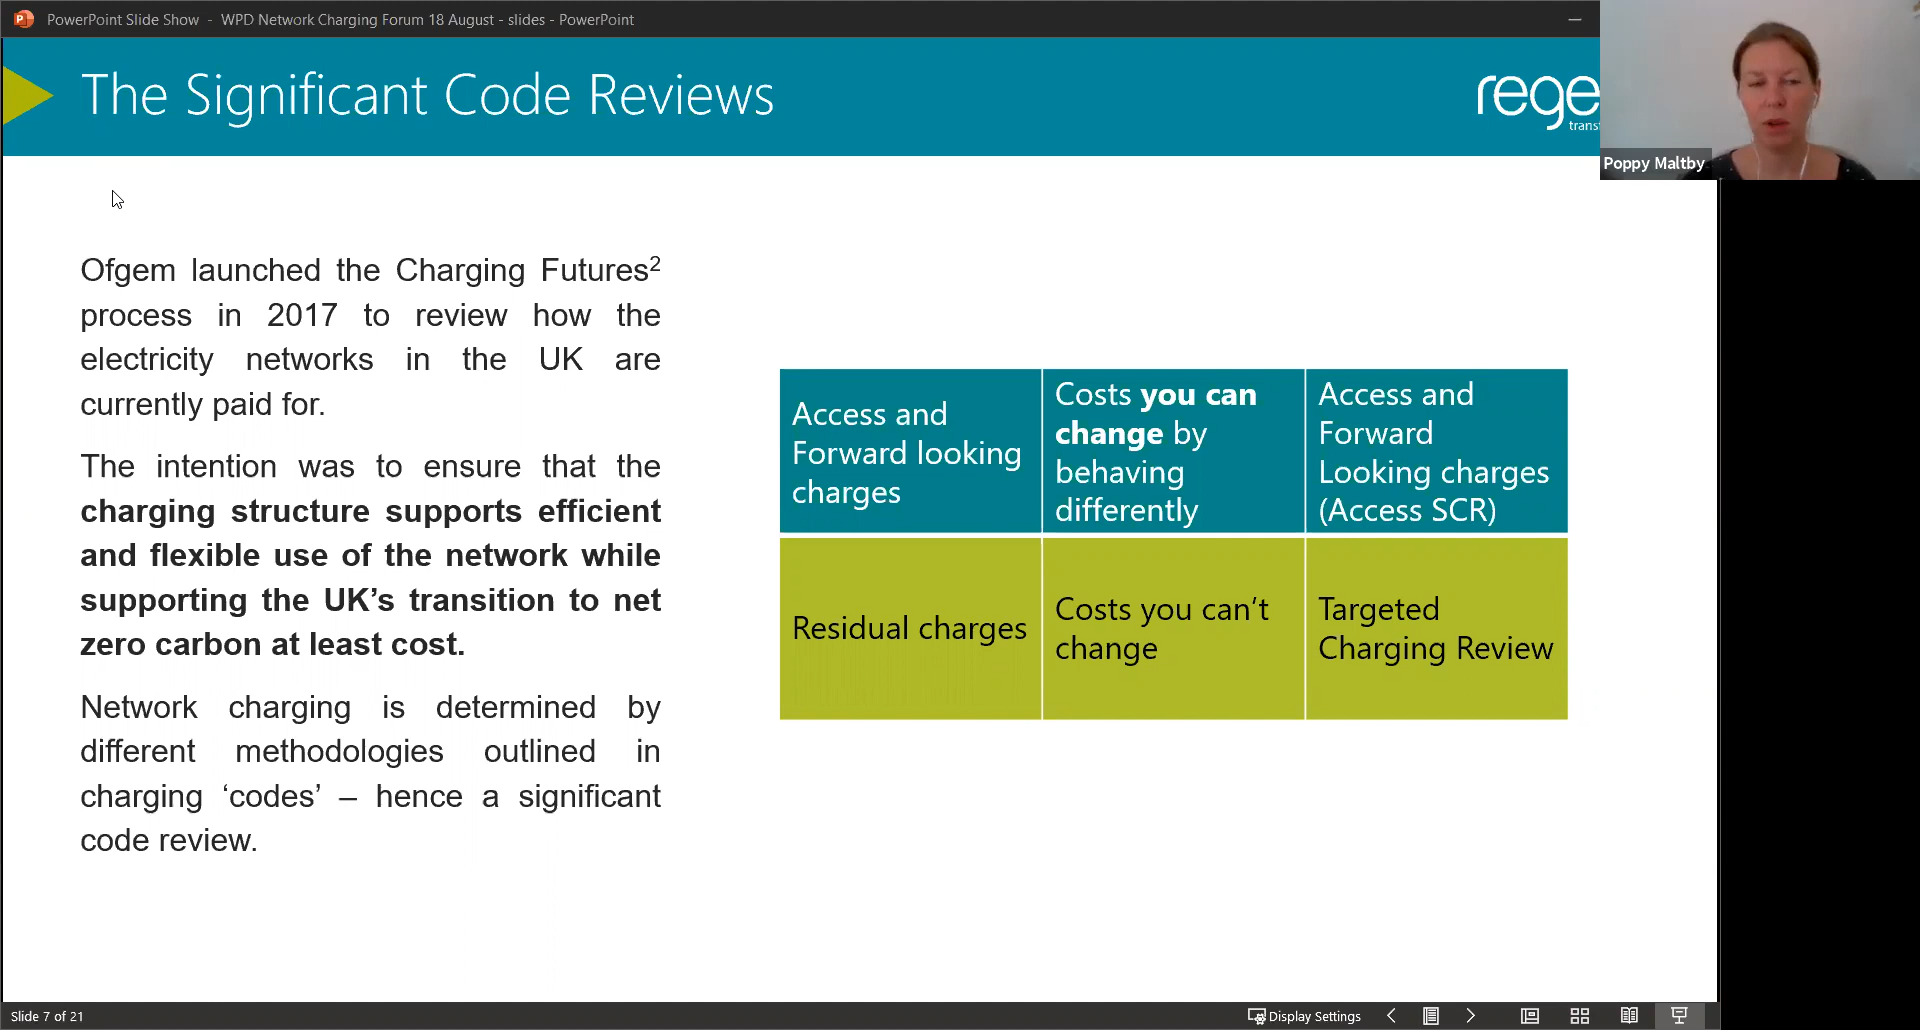 PowerPoint Slide Show - WPD Network Charging Forum 18 August - slides - PowerPoint
The Significant Code Reviews
rege
trans
Poppy Maltby
Ofgem launched the Charging Futures²
process in 2017 to review how the
electricity networks in the UK are
currently paid for.
The intention was to ensure that the
charging structure supports efficient
and flexible use of the network while
supporting the UK’s transition to net
zero carbon at least cost.
Network charging is determined by
different methodologies outlined in
charging ‘codes’ – hence a significant
code review.
Access and
Forward looking
charges
Costs you can
change by
behaving
differently
Access and
Forward
Looking charges
(Access SCR)
Residual charges
Costs you can’t
change
Targeted
Charging Review
Slide 7 of 21
Display Settings